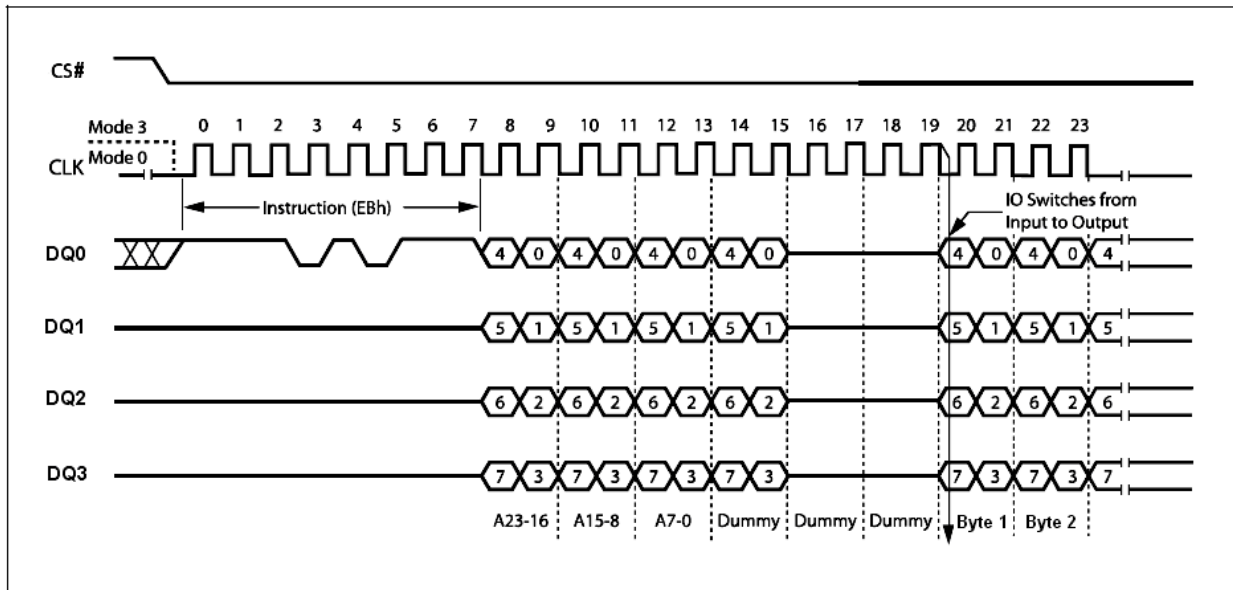 CS#
Mode 3
0 1 2 3 4 5 6 7 8 9 10 11 12 13 14 15 16 17 18 19 20 21 22 23
Mode 0
CLK
Instruction (EBh)
IO Switches from
Input to Output
DQ0 4 0 4 0 4 0 4 0 4 0 4 0 4
DQ1 5 1 5 1 5 1 5 1 5 1 5 1 5
DQ2 6 2 6 2 6 2 6 2 6 2 6 2 6
DQ3 7 3 7 3 7 3 7 3 7 3 7 3 7
A23-16 A15-8 A7-0 Dummy Dummy Dummy Byte 1 Byte 2